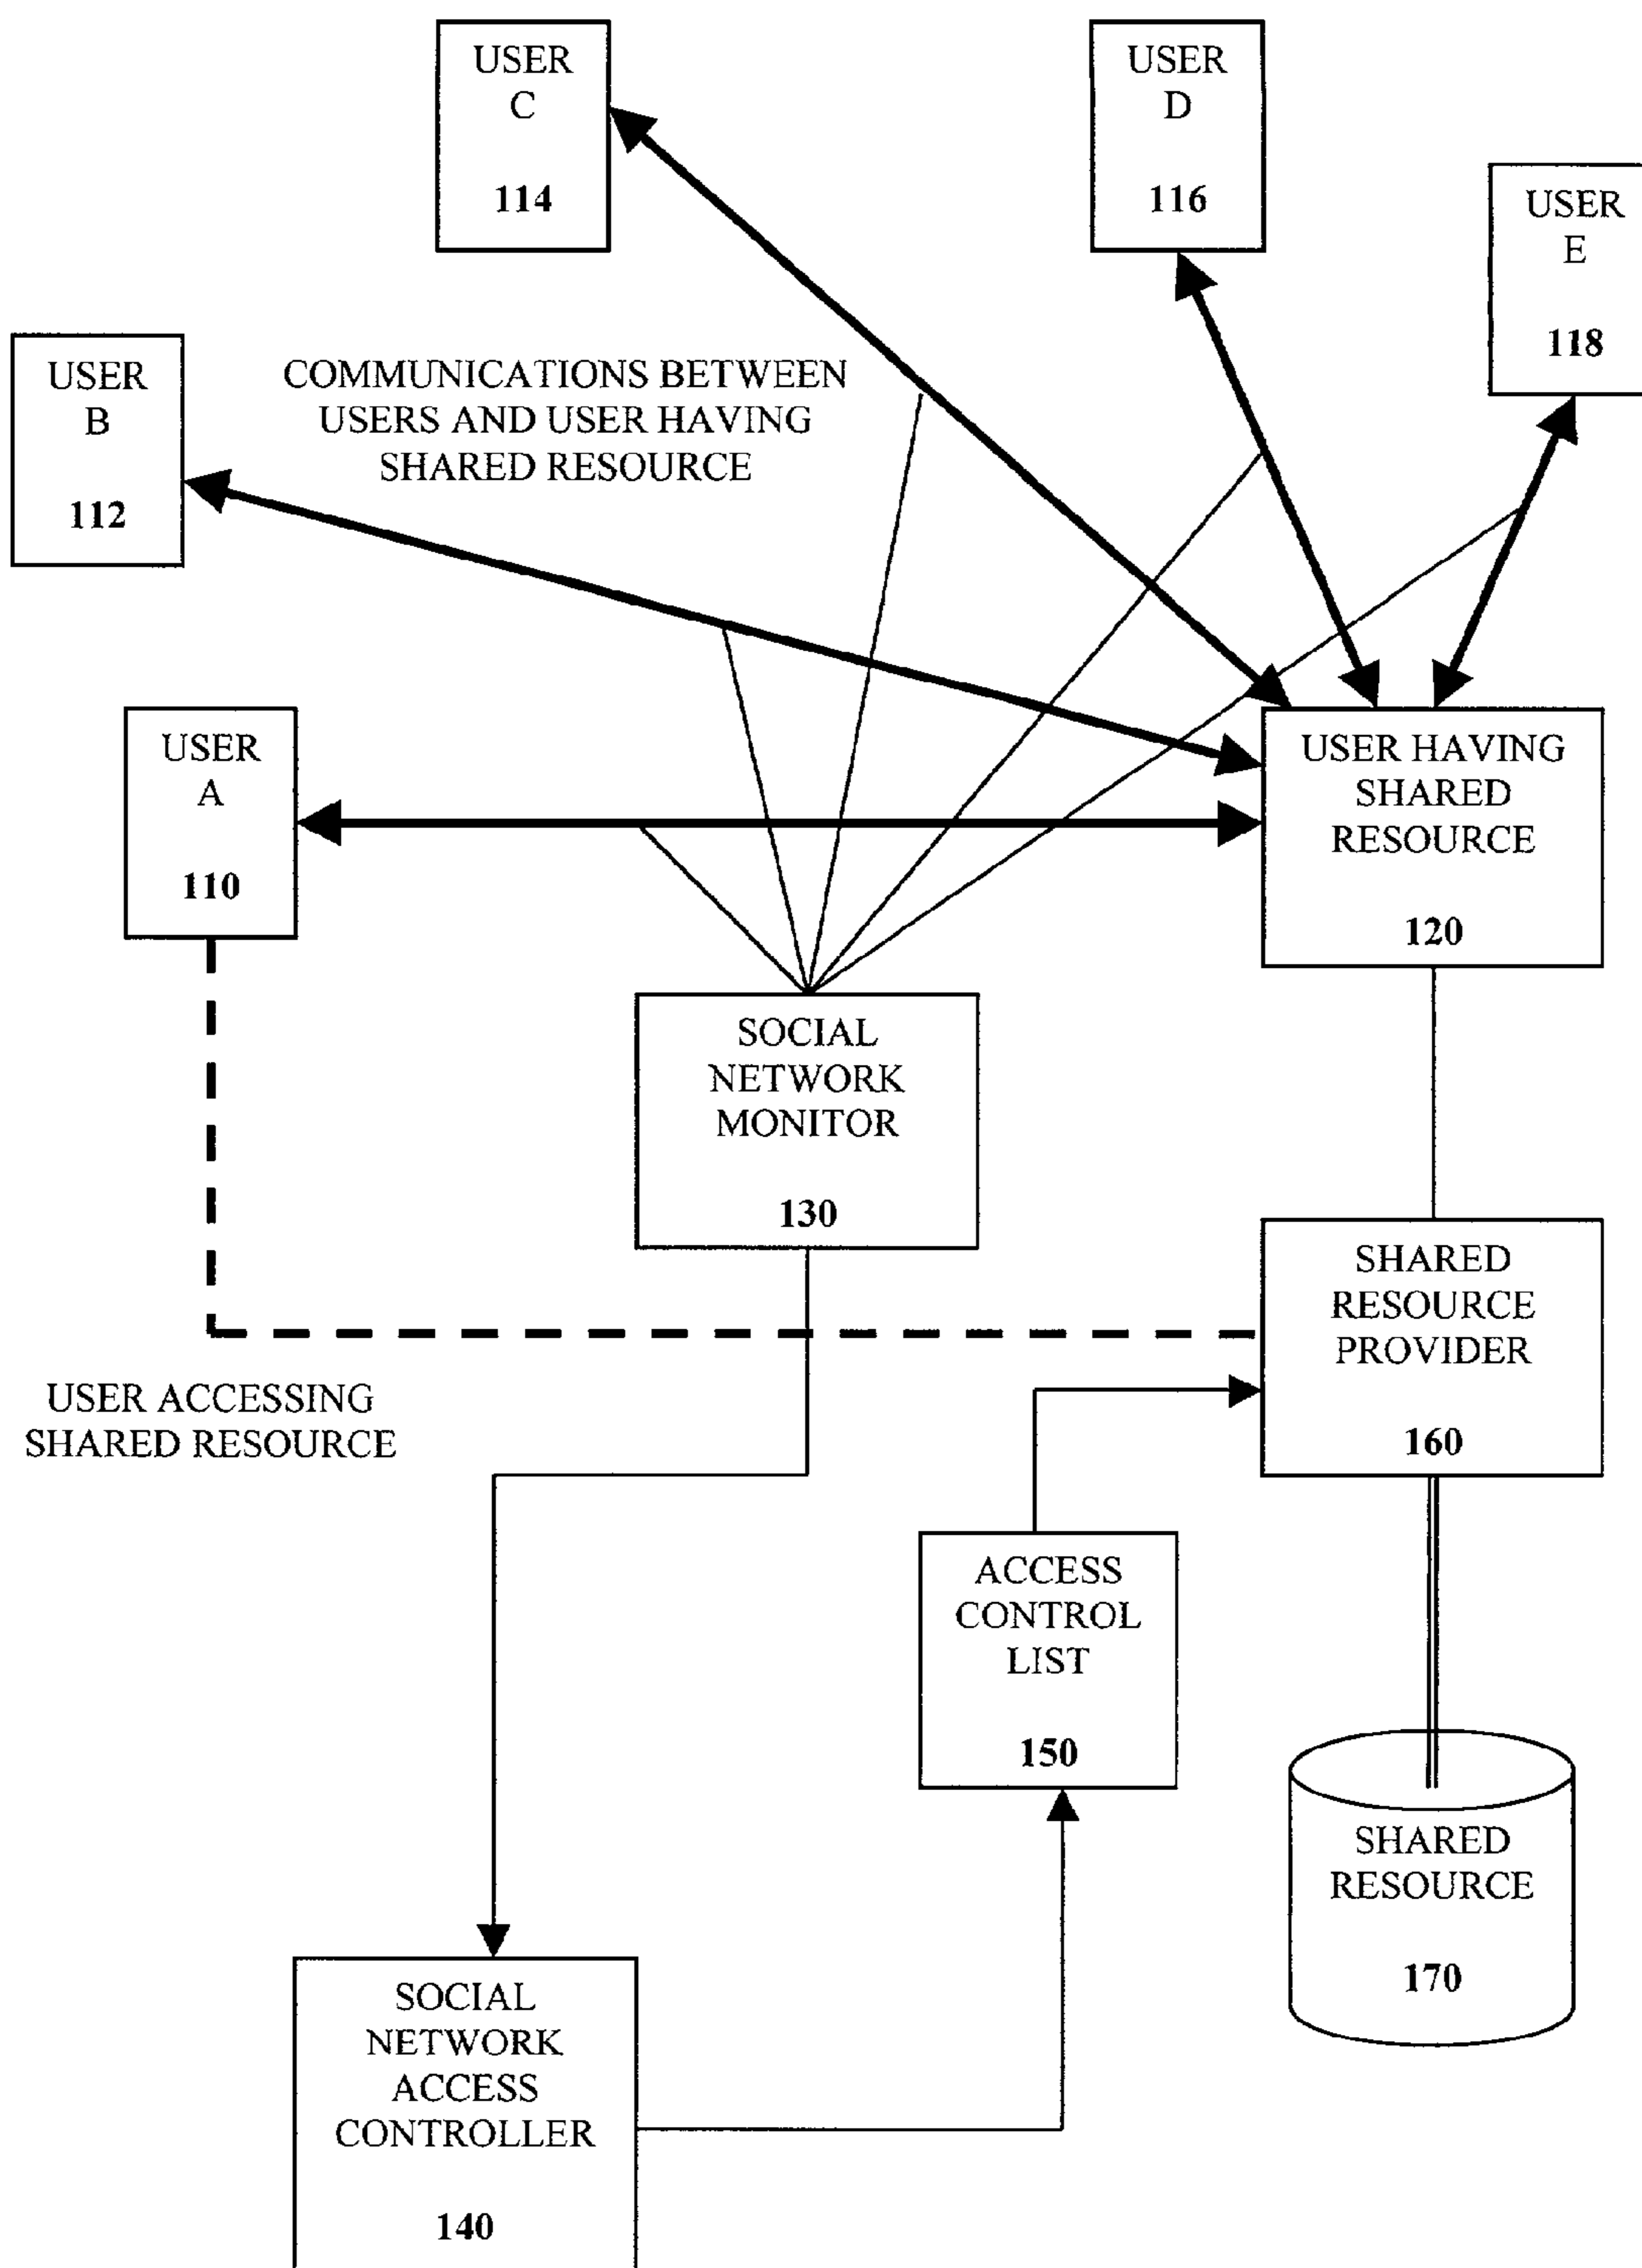 USER
C
114
USER
D
116
USER
E
118
USER
B
112
COMMUNICATIONS BETWEEN
USERS AND USER HAVING
SHARED RESOURCE
USER
A
110
USER HAVING
SHARED
RESOURCE
120
SOCIAL
NETWORK
MONITOR
130
SHARED
RESOURCE
PROVIDER
160
USER ACCESSING
SHARED RESOURCE
ACCESS
CONTROL
LIST
150
SHARED
RESOURCE
170
SOCIAL
NETWORK
ACCESS
CONTROLLER
140